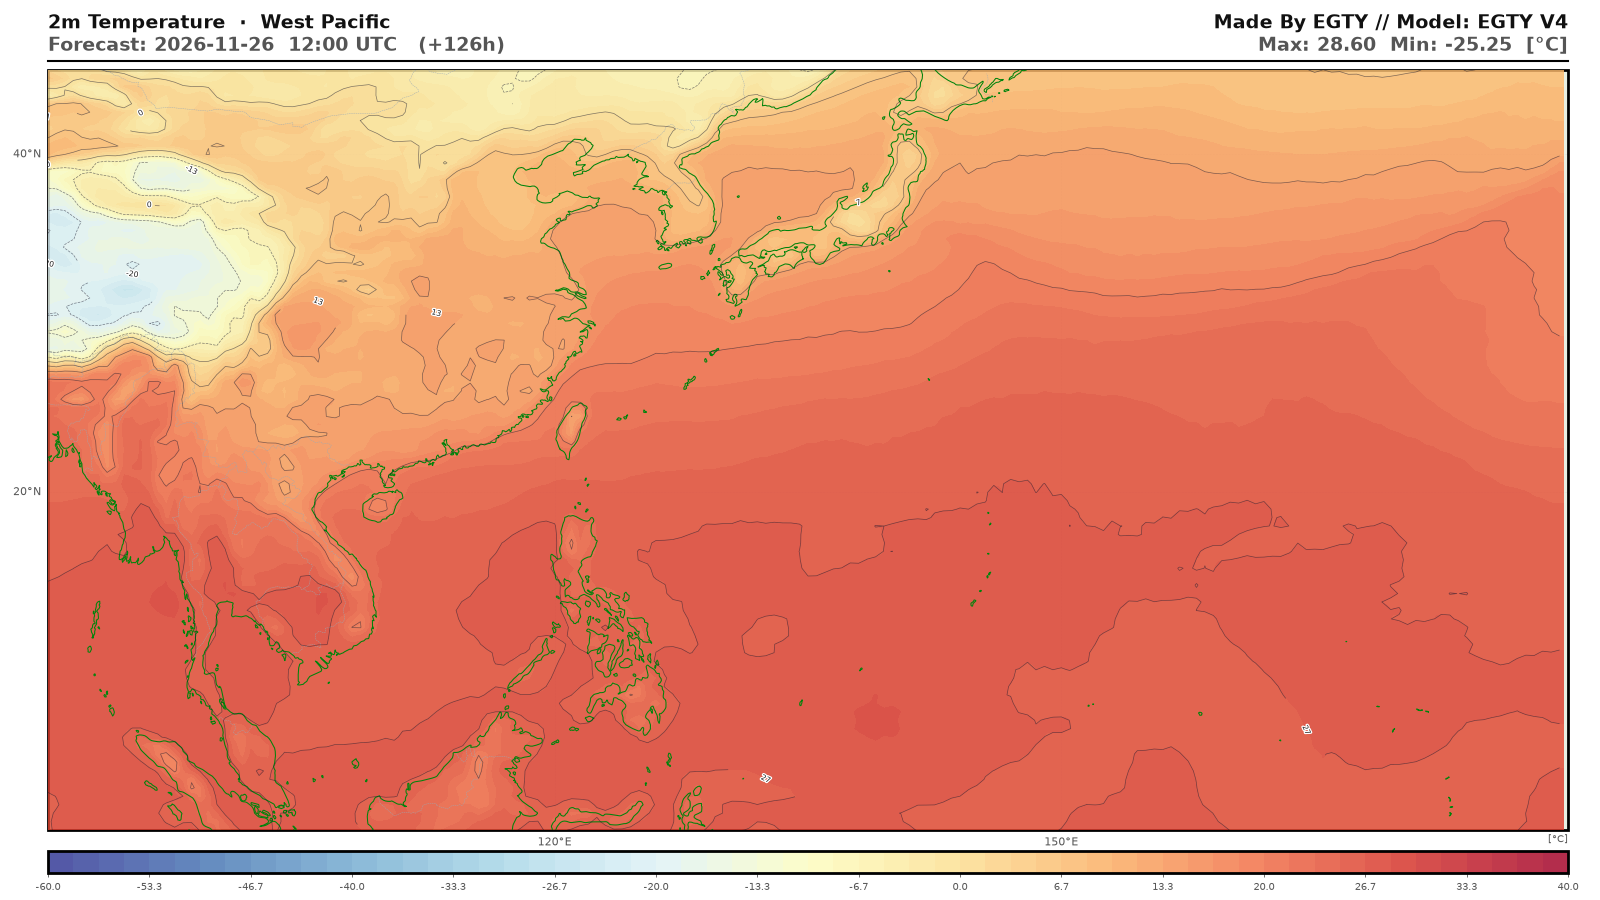 2m Temperature · West Pacific
Made By EGTY // Model: EGTY V4
Forecast: 2026-11-26 12:00 UTC (+126h)
Max: 28.60 Min: -25.25 [°C]
0
40°N
-13
0
7
-20
13
13
20°N
27
27
120°E
150°E
[°C]
-60.0 -53.3 -46.7 -40.0 -33.3 -26.7 -20.0 -13.3 -6.7 0.0 6.7 13.3 20.0 26.7 33.3 40.0